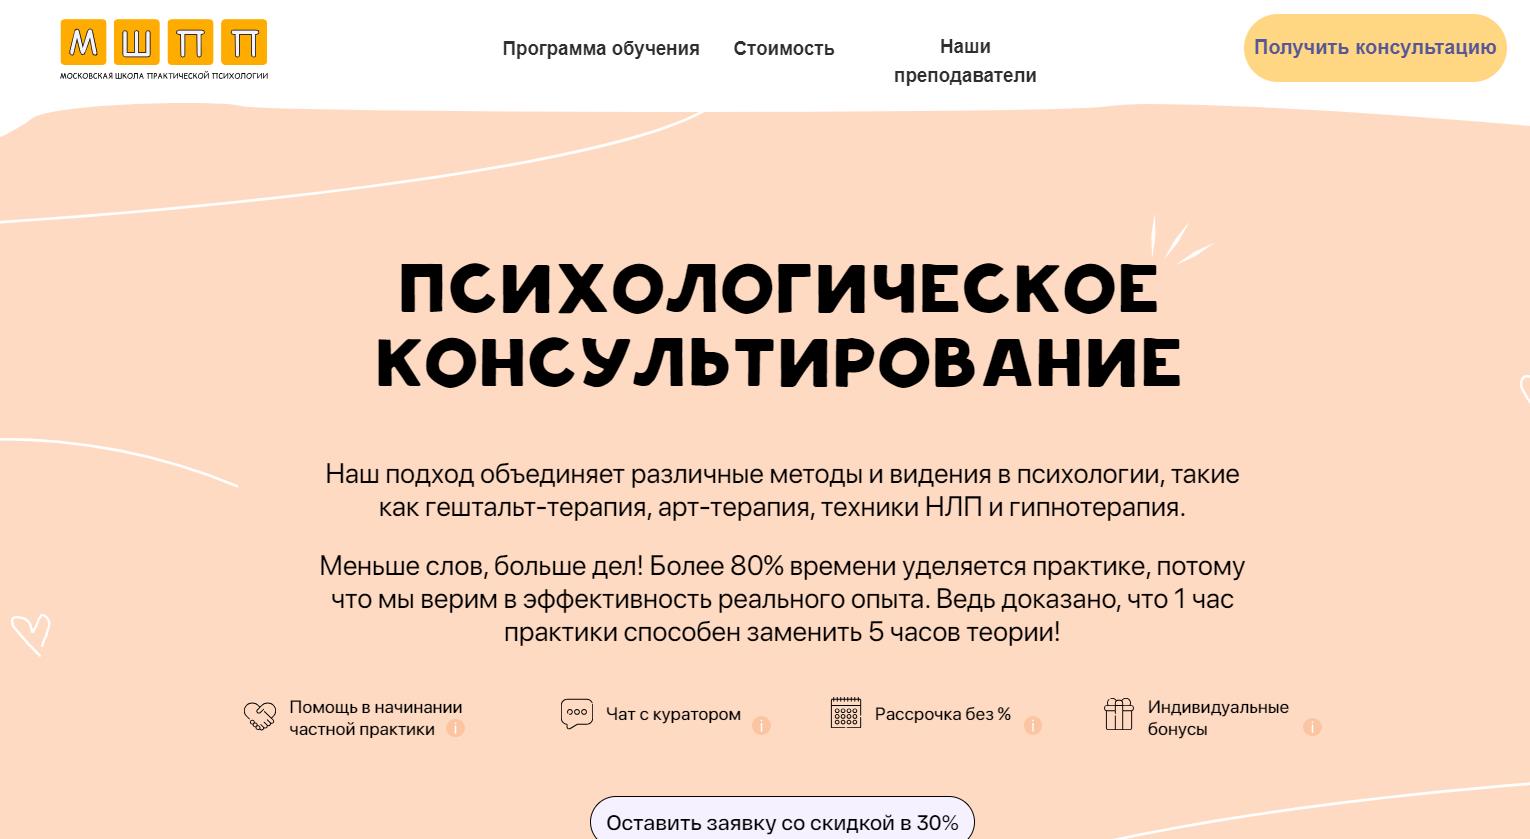 МШПП
МОСКОВСКАЯ ШКОЛА ПРАКТИЧЕСКОЙ ПСИХОЛОГИИ
Программа обучения
Стоимость
Наши
преподаватели
Получить консультацию
ПСИХОЛОГИЧЕСКОЕ
КОНСУЛЬТИРОВАНИЕ
Наш подход объединяет различные методы и видения в психологии, такие
как гештальт-терапия, арт-терапия, техники НЛП и гипнотерапия.
Меньше слов, больше дел! Более 80% времени уделяется практике, потому
что мы верим в эффективность реального опыта. Ведь доказано, что 1 час
практики способен заменить 5 часов теории!
Помощь в начинании
частной практики i
Чат с куратором i
Рассрочка без % i
Индивидуальные
бонусы i
Оставить заявку со скидкой в 30%